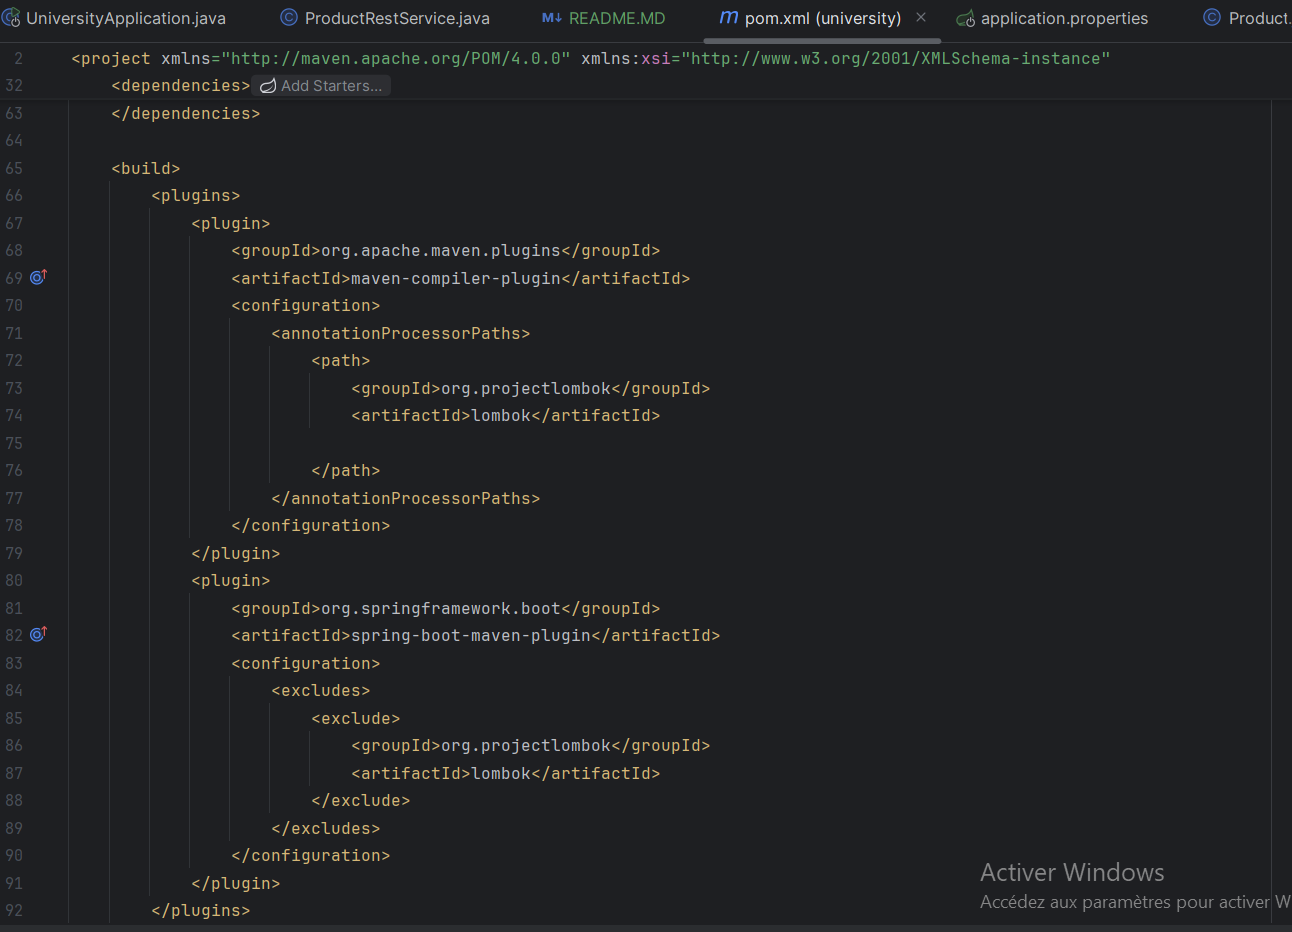 UniversityApplication.java ProductRestService.java M↓ README.MD m pom.xml (university) application.properties Product.
2 <project xmlns="http://maven.apache.org/POM/4.0.0" xmlns:xsi="http://www.w3.org/2001/XMLSchema-instance"
32 <dependencies> Add Starters...
63 </dependencies>
64
65 <build>
66 <plugins>
67 <plugin>
68 <groupId>org.apache.maven.plugins</groupId>
69 <artifactId>maven-compiler-plugin</artifactId>
70 <configuration>
71 <annotationProcessorPaths>
72 <path>
73 <groupId>org.projectlombok</groupId>
74 <artifactId>lombok</artifactId>
75
76 </path>
77 </annotationProcessorPaths>
78 </configuration>
79 </plugin>
80 <plugin>
81 <groupId>org.springframework.boot</groupId>
82 <artifactId>spring-boot-maven-plugin</artifactId>
83 <configuration>
84 <excludes>
85 <exclude>
86 <groupId>org.projectlombok</groupId>
87 <artifactId>lombok</artifactId>
88 </exclude>
89 </excludes>
90 </configuration>
91 </plugin>
92 </plugins>
Activer Windows
Accédez aux paramètres pour activer W